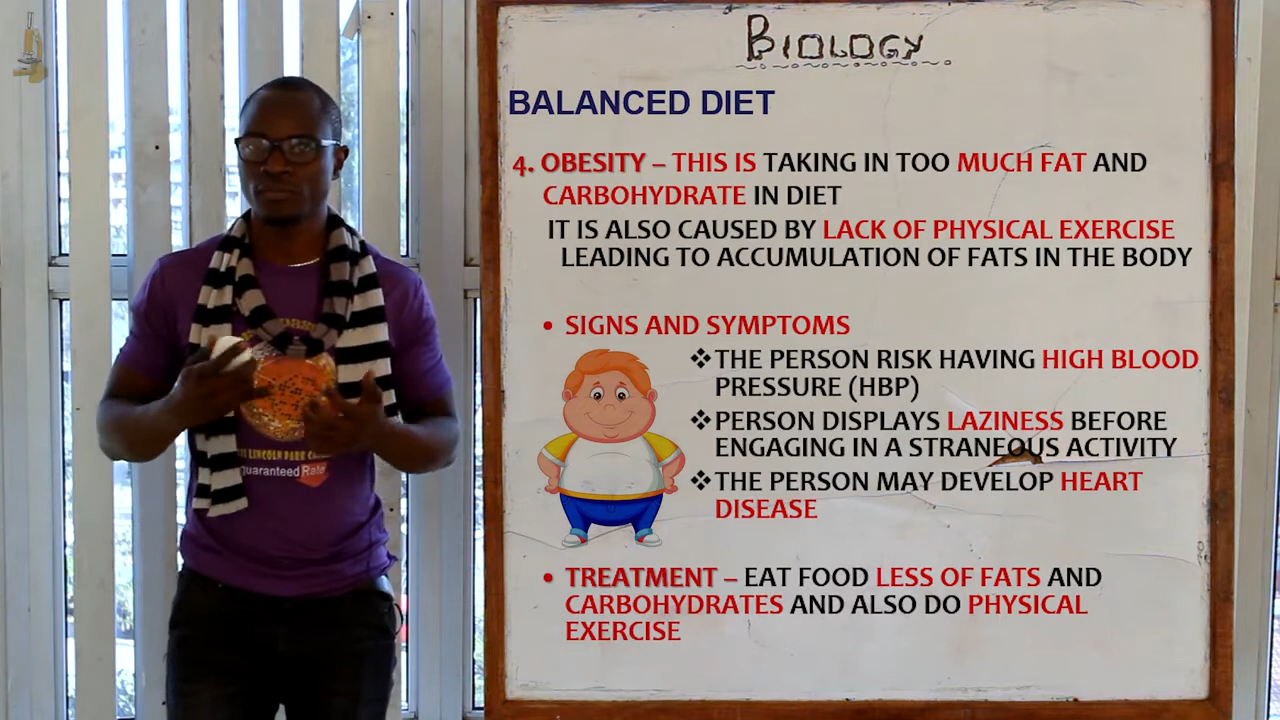 BIOLOGY
BALANCED DIET
4. OBESITY – THIS IS TAKING IN TOO MUCH FAT AND
CARBOHYDRATE IN DIET
IT IS ALSO CAUSED BY LACK OF PHYSICAL EXERCISE
LEADING TO ACCUMULATION OF FATS IN THE BODY
• SIGNS AND SYMPTOMS
❖THE PERSON RISK HAVING HIGH BLOOD
PRESSURE (HBP)
❖PERSON DISPLAYS LAZINESS BEFORE
ENGAGING IN A STRANEOUS ACTIVITY
❖THE PERSON MAY DEVELOP HEART
DISEASE
• TREATMENT – EAT FOOD LESS OF FATS AND
CARBOHYDRATES AND ALSO DO PHYSICAL
EXERCISE
LINCOLN PARK
guaranteed Rate